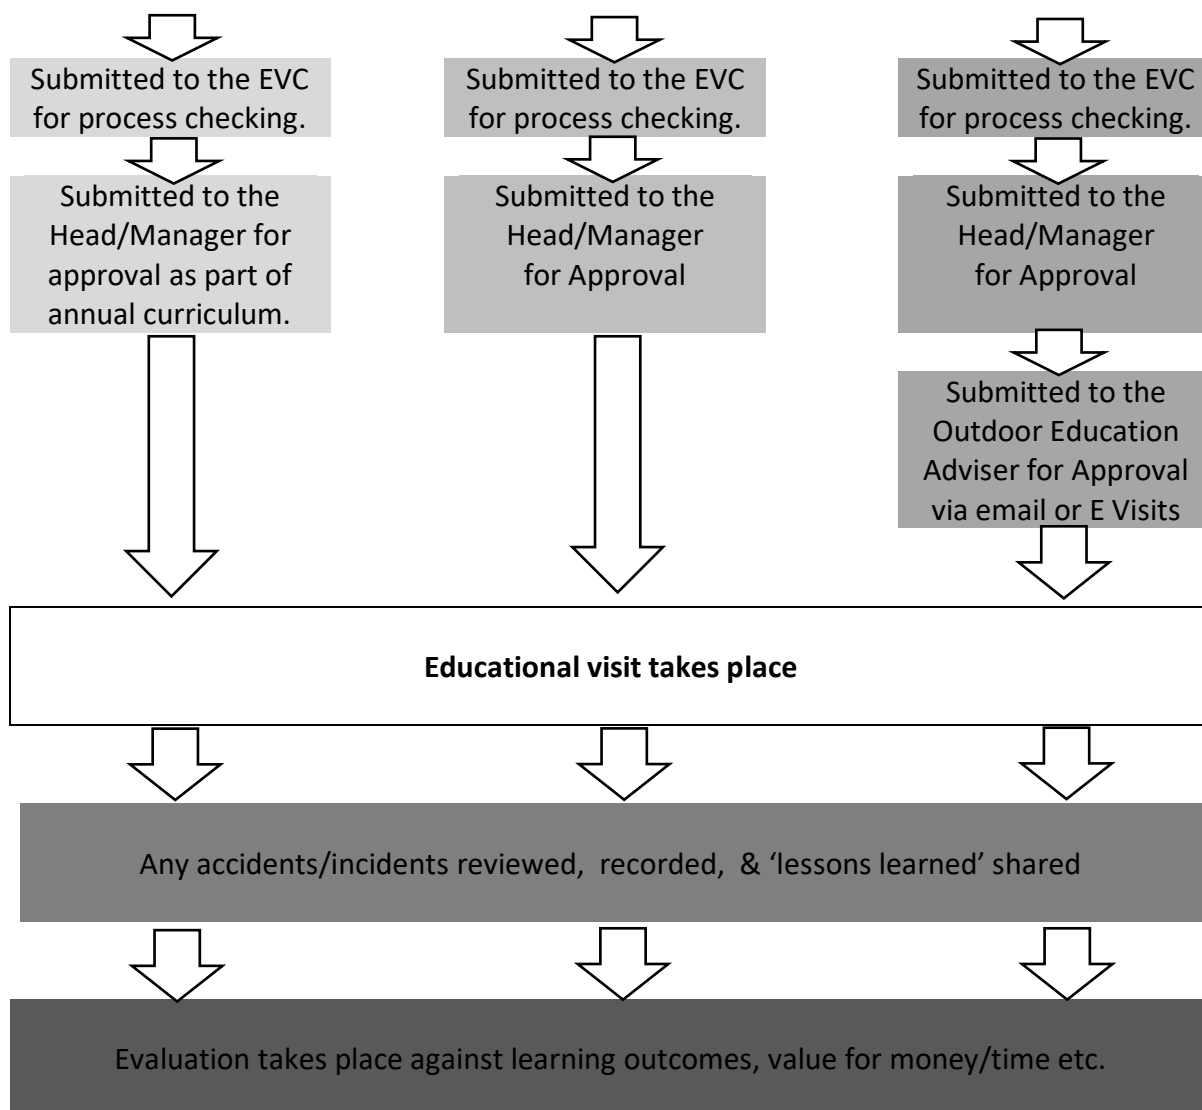 Submitted to the EVC
for process checking.
Submitted to the
Head/Manager for
approval as part of
annual curriculum.
Submitted to the EVC
for process checking.
Submitted to the
Head/Manager
for Approval
Submitted to the EVC
for process checking.
Submitted to the
Head/Manager
for Approval
Submitted to the
Outdoor Education
Adviser for Approval
via email or E Visits
Educational visit takes place
Any accidents/incidents reviewed,  recorded,  & ‘lessons learned’ shared
Evaluation takes place against learning outcomes, value for money/time etc.